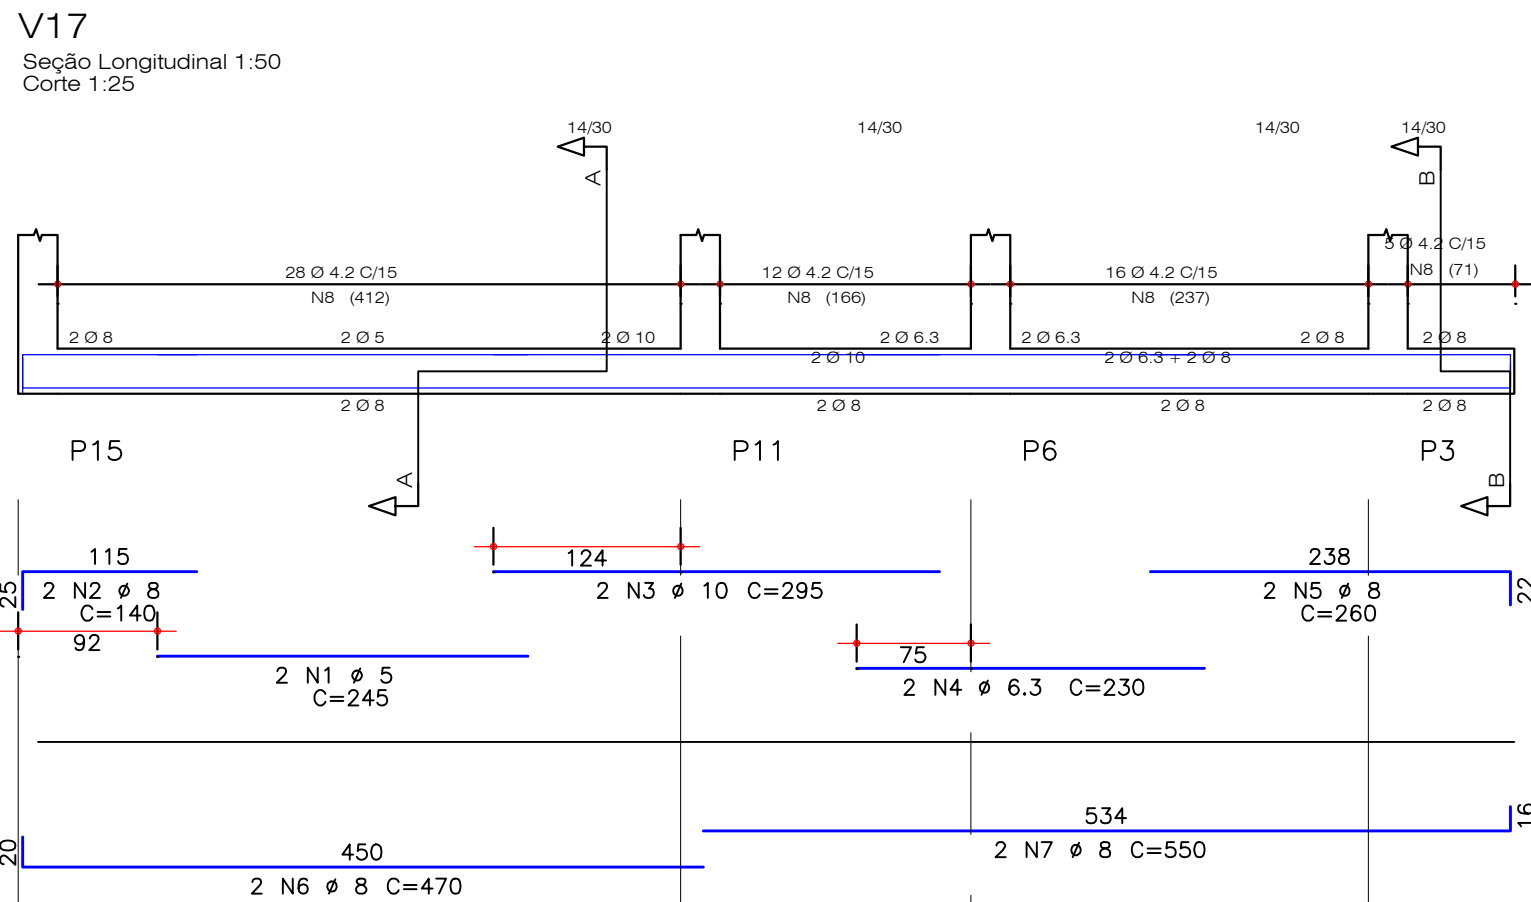 V17
Seção Longitudinal 1:50
Corte 1:25
14/30 14/30 14/30 14/30
A B
5 Ø 4.2 C/15
28 Ø 4.2 C/15 12 Ø 4.2 C/15 16 Ø 4.2 C/15 N8 (71)
N8 (412) N8 (166) N8 (237)
2 Ø 8 2 Ø 5 2 Ø 10 2 Ø 6.3 2 Ø 6.3 2 Ø 8 2 Ø 8
2 Ø 10 2 Ø 6.3 + 2 Ø 8
2 Ø 8 2 Ø 8 2 Ø 8 2 Ø 8
P15 P11 P6 P3
A B
115 124 238
25 2 N2 ø 8 2 N3 ø 10 C=295 2 N5 ø 8 22
C=140 C=260
92 75
2 N1 ø 5 2 N4 ø 6.3 C=230
C=245
534 16
20 450 2 N7 ø 8 C=550
2 N6 ø 8 C=470